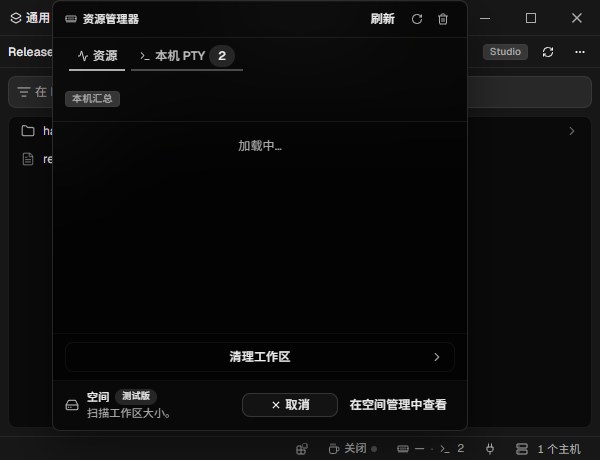 通用
资源管理器
刷新
Release
Studio
资源
本机 PTY 2
在
本机汇总
加载中...
清理工作区
空间 测试版
扫描工作区大小。
取消
在空间管理中查看
关闭
2
1 个主机